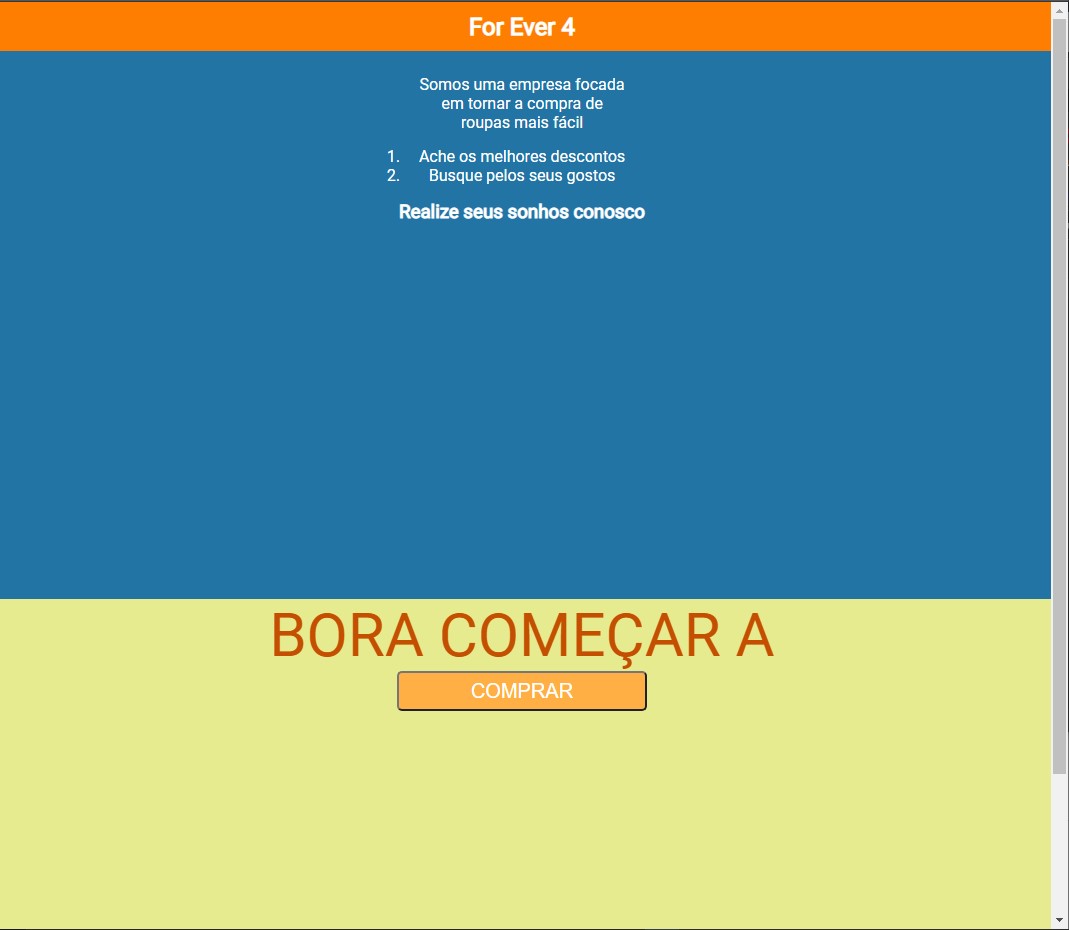 For Ever 4
Somos uma empresa focada
em tornar a compra de
roupas mais fácil
1. Ache os melhores descontos
2. Busque pelos seus gostos
Realize seus sonhos conosco
BORA COMEÇAR A
COMPRAR